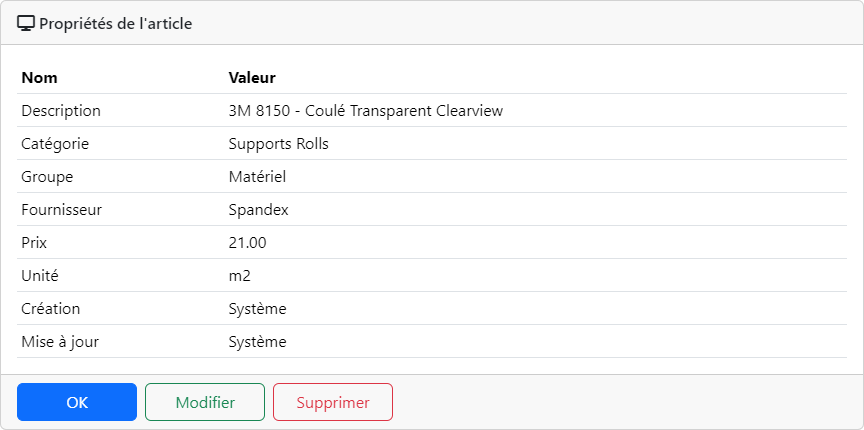 Propriétés de l'article
Nom Valeur
Description 3M 8150 - Coulé Transparent Clearview
Catégorie Supports Rolls
Groupe Matériel
Fournisseur Spandex
Prix 21.00
Unité m2
Création Système
Mise à jour Système
OK Modifier Supprimer